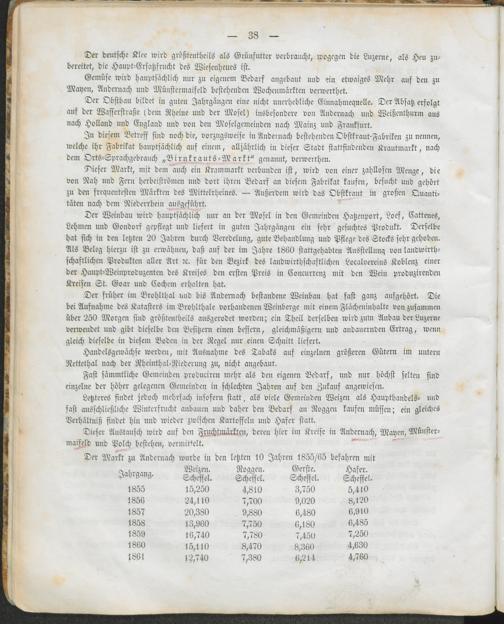 — 38 —
Der deutsche Klee wird größtentheils als Grünfutter verbraucht, wogegen die Luzerne, als Heu zu-
bereitet, die Haupt-Ersatzfrucht des Wiesenheues ist.
Gemüse wird hauptsächlich nur zu eigenem Bedarf angebaut und ein etwaiges Mehr auf den zu
Mayen, Andernach und Münstermaifeld bestehenden Wochenmärkten verwerthet.
Der Obstbau bildet in guten Jahrgängen eine nicht unerhebliche Einnahmequelle. Der Absatz erfolgt
auf der Wasserstraße (dem Rheine und der Mosel) insbesondere von Andernach und Weißenthurm aus
nach Holland und England und von den Moselgemeinden nach Mainz und Frankfurt.
In diesem Betreff sind noch die, vorzugsweise in Andernach bestehenden Obstkraut-Fabriken zu nennen,
welche ihr Fabrikat hauptsächlich auf einem, alljährlich in dieser Stadt stattfindenden Krautmarkt, nach
dem Orts-Sprachgebrauch „Birnkrauts-Markt“ genannt, verwerthen.
Dieser Markt, mit dem auch ein Krammarkt verbunden ist, wird von einer zahllosen Menge, die
von Nah und Fern herbeiströmen und dort ihren Bedarf an diesem Fabrikat kaufen, besucht und gehört
zu den frequentesten Märkten des Mittelrheines. — Außerdem wird das Obstkraut in großen Quanti-
täten nach dem Niederrhein ausgeführt.
Der Weinbau wird hauptsächlich nur an der Mosel in den Gemeinden Hatzenport, Loef, Cattenes,
Lehmen und Gondorf gepflegt und liefert in guten Jahrgängen ein sehr gesuchtes Produkt. Derselbe
hat sich in den letzten 20 Jahren durch Veredelung, gute Behandlung und Pflege des Stocks sehr gehoben.
Als Beleg hierzu ist zu erwähnen, daß auf der im Jahre 1860 stattgehabten Ausstellung von landwirth-
schaftlichen Produkten aller Art ꝛc. für den Bezirk des landwirthschaftlichen Localvereins Koblenz einer
der Haupt-Weinproduzenten des Kreises den ersten Preis in Concurrenz mit den Wein produzirenden
Kreisen St. Goar und Cochem erhalten hat.
Der früher im Brohlthal und bis Andernach bestandene Weinbau hat fast ganz aufgehört. Die
bei Aufnahme des Katasters im Brohlthale vorhandenen Weinberge mit einem Flächeninhalte von zusammen
über 250 Morgen sind größtentheils ausgerodet worden; ein Theil derselben wird zum Anbau der Luzerne
verwendet und gibt dieselbe den Besitzern einen bessern, gleichmäßigern und andauernden Ertrag, wenn
gleich dieselbe in diesem Boden in der Regel nur einen Schnitt liefert.
Handelsgewächse werden, mit Ausnahme des Tabaks auf einzelnen größeren Gütern im untern
Nettethal nach der Rheinthal-Niederung zu, nicht angebaut.
Fast sämmtliche Gemeinden produciren mehr als den eigenen Bedarf, und nur höchst selten sind
einzelne der höher gelegenen Gemeinden in schlechten Jahren auf den Zukauf angewiesen.
Letzteres findet jedoch mehrfach insofern statt, als viele Gemeinden Weizen als Haupthandels- und
fast ausschließliche Winterfrucht anbauen und daher den Bedarf an Roggen kaufen müssen; ein gleiches
Verhältniß findet hin und wieder zwischen Kartoffeln und Hafer statt.
Dieser Austausch wird auf den Fruchtmärkten, deren hier im Kreise in Andernach, Mayen, Münster-
maifeld und Polch bestehen, vermittelt.
Der Markt zu Andernach wurde in den letzten 10 Jahren 1855/65 befahren mit
Jahrgang. Weizen. Roggen. Gerste. Hafer.
Scheffel. Scheffel. Scheffel. Scheffel.
1855 15,250 4,810 3,750 5,410
1856 24,110 7,700 9,020 8,120
1857 20,380 9,880 6,480 6,910
1858 13,960 7,750 6,180 6,485
1859 16,740 7,780 7,450 7,250
1860 15,110 8,470 8,360 4,630
1861 12,740 7,380 6,214 4,760